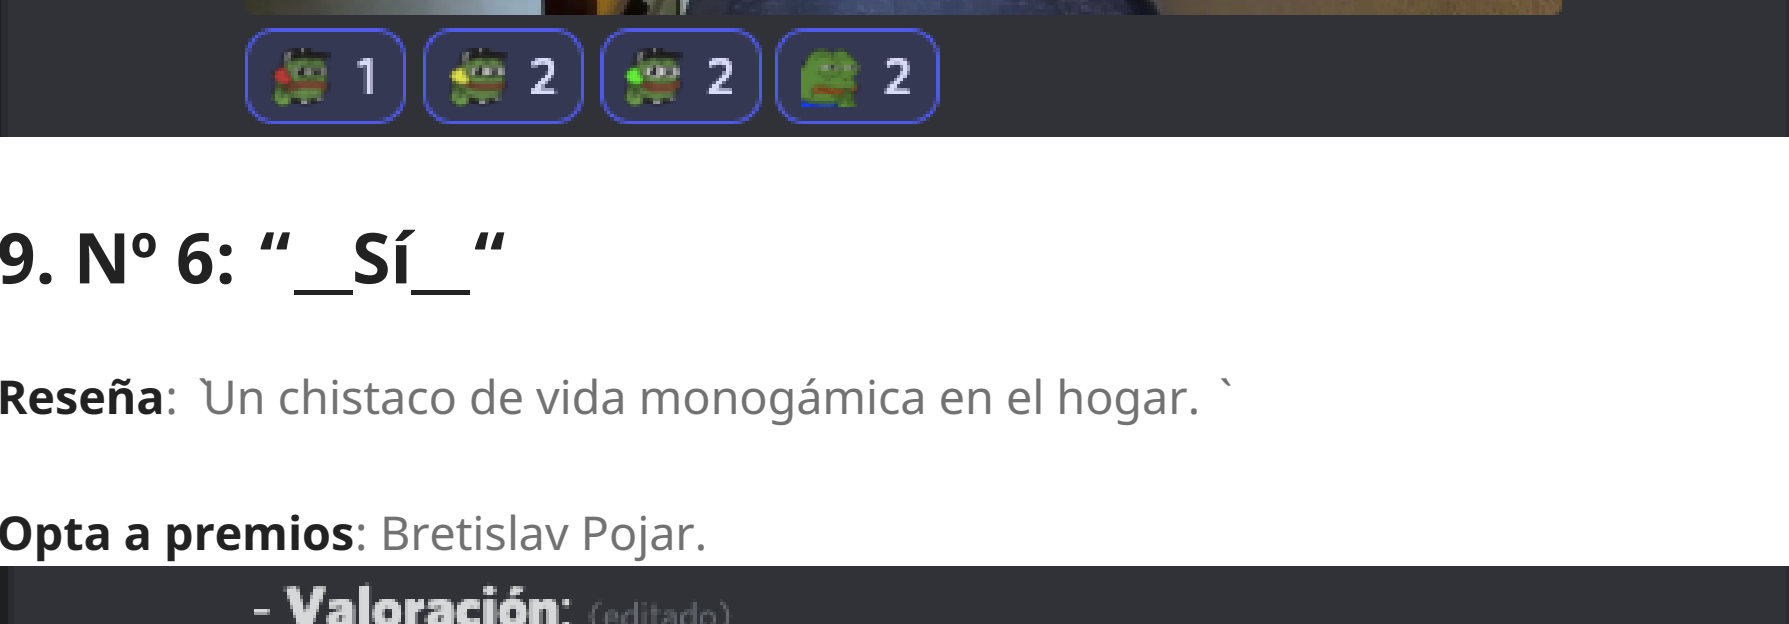 1 2 2 2
9. Nº 6: “__Sí__“
Reseña: `Un chistaco de vida monogámica en el hogar. `
Opta a premios: Bretislav Pojar.
- Valoración: (editado)